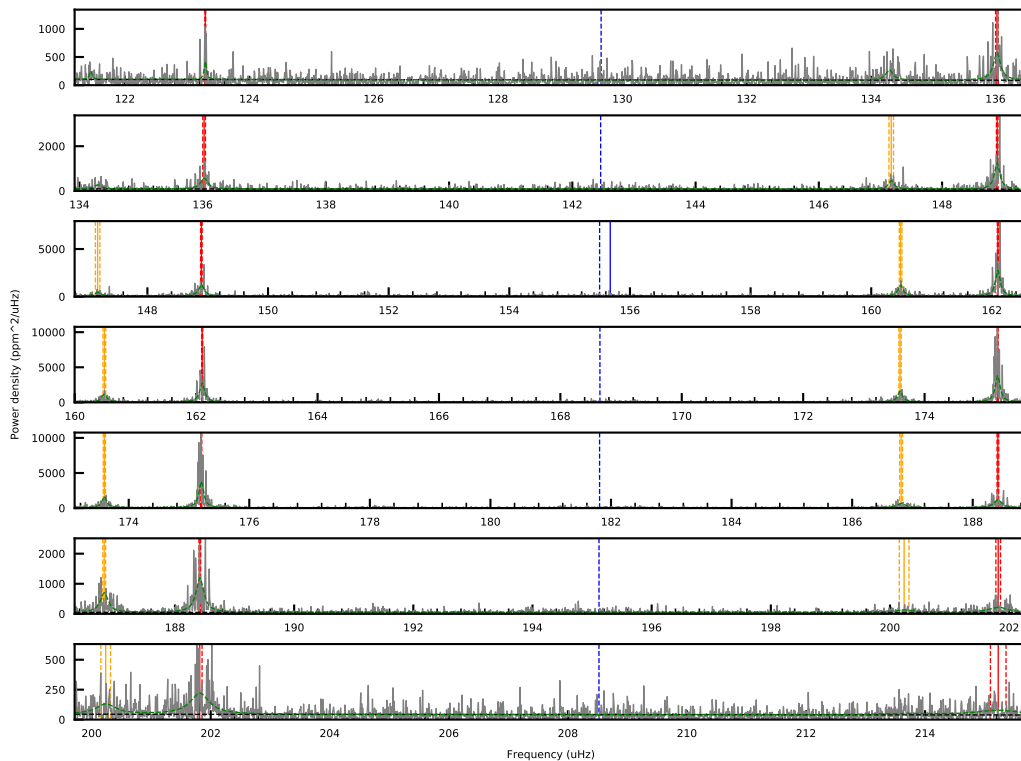 1000
500
0
122 124 126 128 130 132 134 136
2000
0
134 136 138 140 142 144 146 148
5000
0
148 150 152 154 156 158 160 162
10000
5000
0
160 162 164 166 168 170 172 174
10000
5000
0
174 176 178 180 182 184 186 188
2000
1000
0
188 190 192 194 196 198 200 202
500
250
0
200 202 204 206 208 210 212 214
Power density (ppm^2/uHz)
Frequency (uHz)